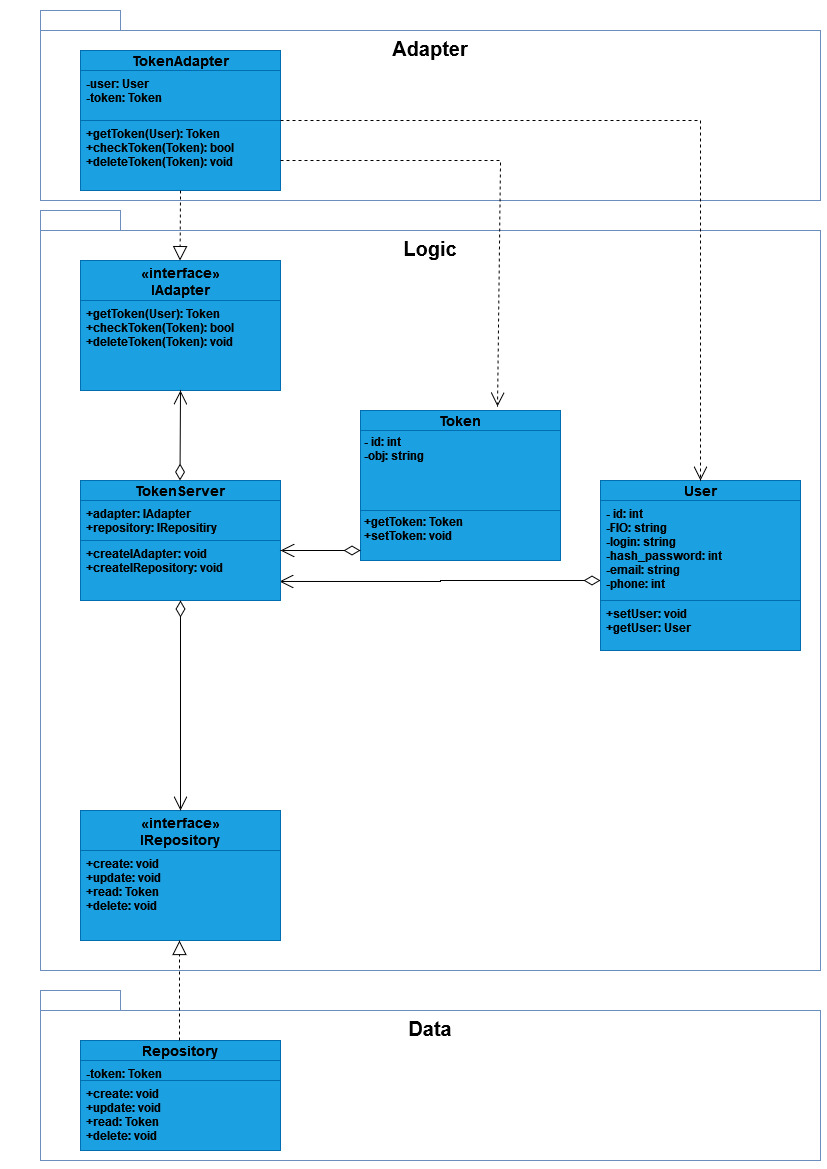 Adapter
TokenAdapter
-user: User
-token: Token
+getToken(User): Token
+checkToken(Token): bool
+deleteToken(Token): void
Logic
«interface»
IAdapter
+getToken(User): Token
+checkToken(Token): bool
+deleteToken(Token): void
Token
- id: int
-obj: string
+getToken: Token
+setToken: void
TokenServer
+adapter: IAdapter
+repository: IRepositiry
+createIAdapter: void
+createIRepository: void
User
- id: int
-FIO: string
-login: string
-hash_password: int
-email: string
-phone: int
+setUser: void
+getUser: User
«interface»
IRepository
+create: void
+update: void
+read: Token
+delete: void
Data
Repository
-token: Token
+create: void
+update: void
+read: Token
+delete: void